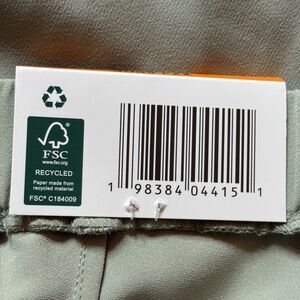 FSC
www.fsc.org
RECYCLED
Paper made from
recycled material
FSC® C184009
1 98384 04415 1